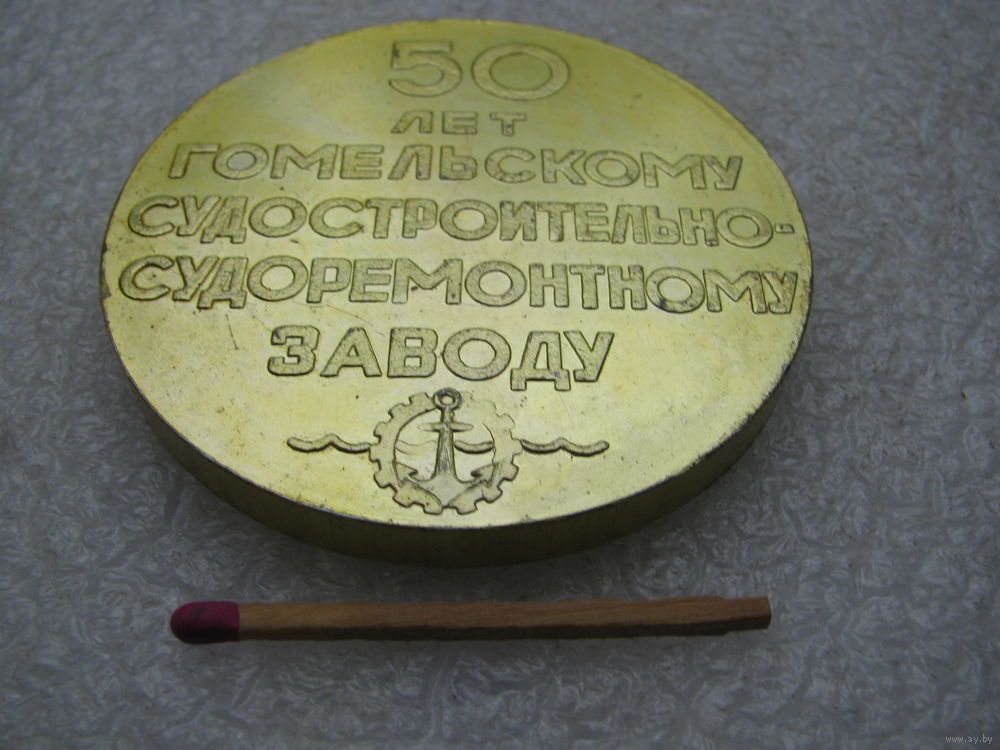 50
ЛЕТ
ГОМЕЛЬСКОМУ
СУДОСТРОИТЕЛЬНО-
СУДОРЕМОНТНОМУ
ЗАВОДУ
www.ay.by